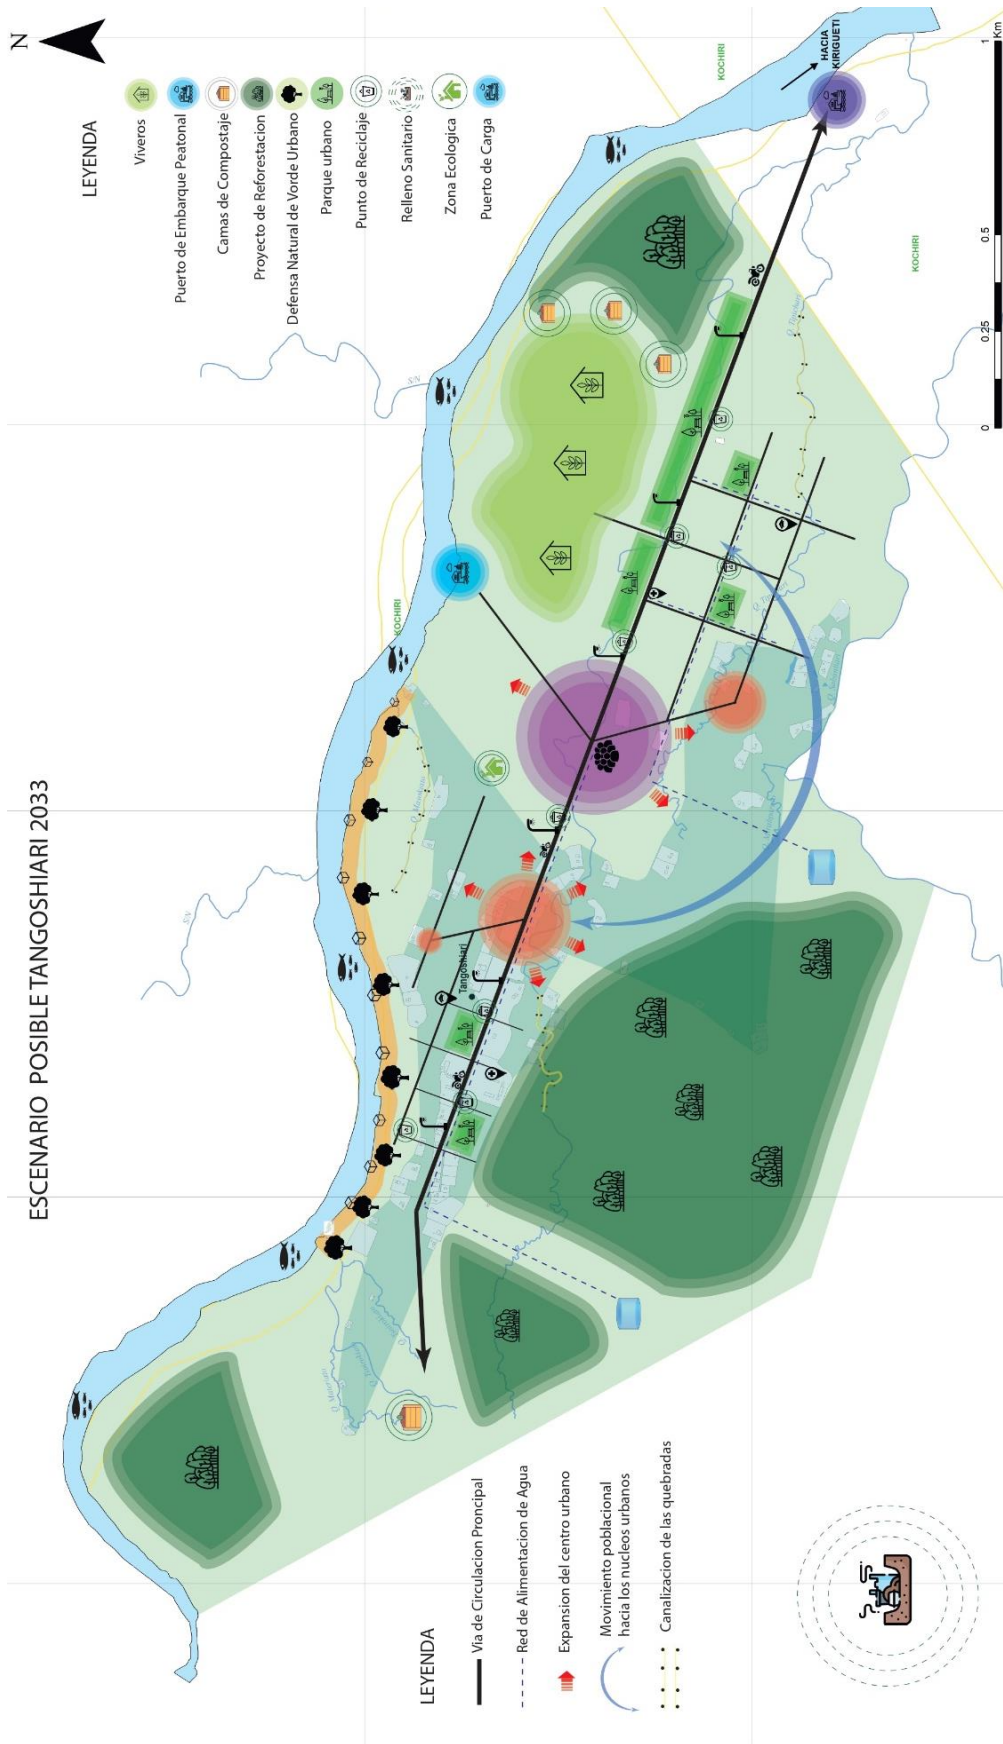 ESCENARIO POSIBLE TANGOSHIARI 2033
N
LEYENDA
Viveros
Puerto de Embarque Peatonal
Camas de Compostaje
Proyecto de Reforestacion
Defensa Natural de Vorde Urbano
Parque urbano
Punto de Reciclaje
Relleno Sanitario
Zona Ecologica
Puerto de Carga
KOCHIRI
KOCHIRI
KOCHIRI
HACIA
KIRIGUETI
S/N
S/N
Tangoshiari
0
0.25
0.5
1
Km
LEYENDA
Via de Circulacion Proncipal
Red de Alimentacion de Agua
Expansion del centro urbano
Movimiento poblacional
hacia los nucleos urbanos
Canalizacion de las quebradas